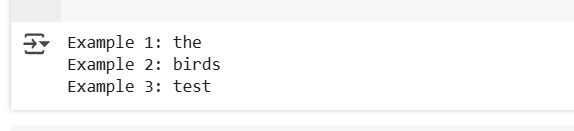 Example 1: the
Example 2: birds
Example 3: test